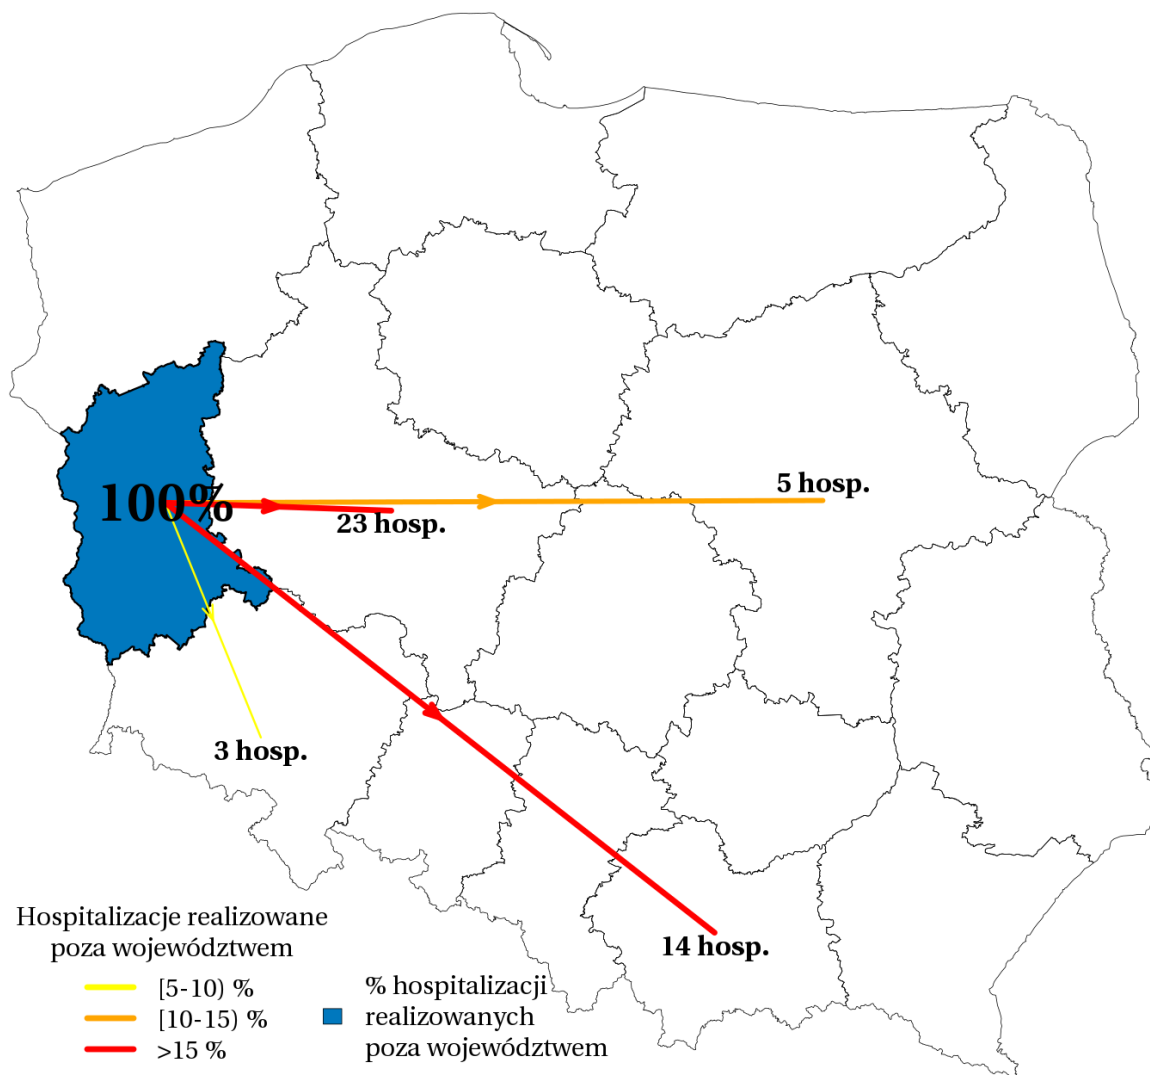 5 hosp.
100%
23 hosp.
3 hosp.
14 hosp.
Hospitalizacje realizowane
poza województwem
[5-10) %
[10-15) %
>15 %
% hospitalizacji
realizowanych
poza województwem